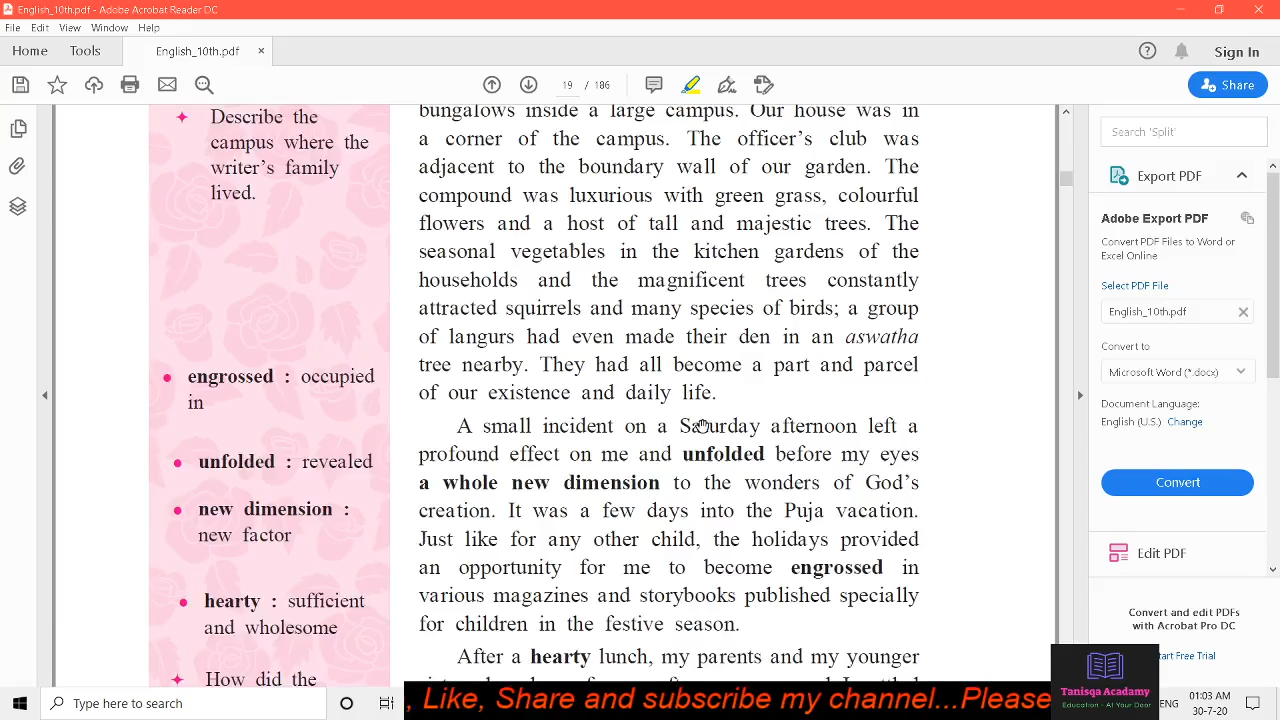 English_10th.pdf - Adobe Acrobat Reader DC
File Edit View Window Help
Home Tools English_10th.pdf × Sign In
19 / 186 Share
Describe the
campus where the
writer's family
lived.
engrossed : occupied
in
unfolded : revealed
new dimension :
new factor
hearty : sufficient
and wholesome
How did the
bungalows inside a large campus. Our house was in
a corner of the campus. The officer's club was
adjacent to the boundary wall of our garden. The
compound was luxurious with green grass, colourful
flowers and a host of tall and majestic trees. The
seasonal vegetables in the kitchen gardens of the
households and the magnificent trees constantly
attracted squirrels and many species of birds; a group
of langurs had even made their den in an aswatha
tree nearby. They had all become a part and parcel
of our existence and daily life.
A small incident on a Saturday afternoon left a
profound effect on me and unfolded before my eyes
a whole new dimension to the wonders of God's
creation. It was a few days into the Puja vacation.
Just like for any other child, the holidays provided
an opportunity for me to become engrossed in
various magazines and storybooks published specially
for children in the festive season.
After a hearty lunch, my parents and my younger
Search 'Split'
Export PDF
Adobe Export PDF
Convert PDF Files to Word or
Excel Online
Select PDF File
English_10th.pdf ×
Convert to
Microsoft Word (*.docx)
Document Language:
English (U.S.) Change
Convert
Edit PDF
Convert and edit PDFs
with Acrobat Pro DC
Start Free Trial
Tanisqa Academy
Education - At Your Door
, Like, Share and subscribe my channel...Please
Type here to search
ENG
01:03 AM
30-7-20